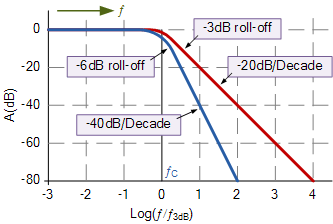 f
-3dB roll-off
-6dB roll-off
-20dB/Decade
-40dB/Decade
A(dB)
0
-20
-40
-60
-80
fc
-3 -2 -1 0 1 2 3 4
Log(f/f3dB)